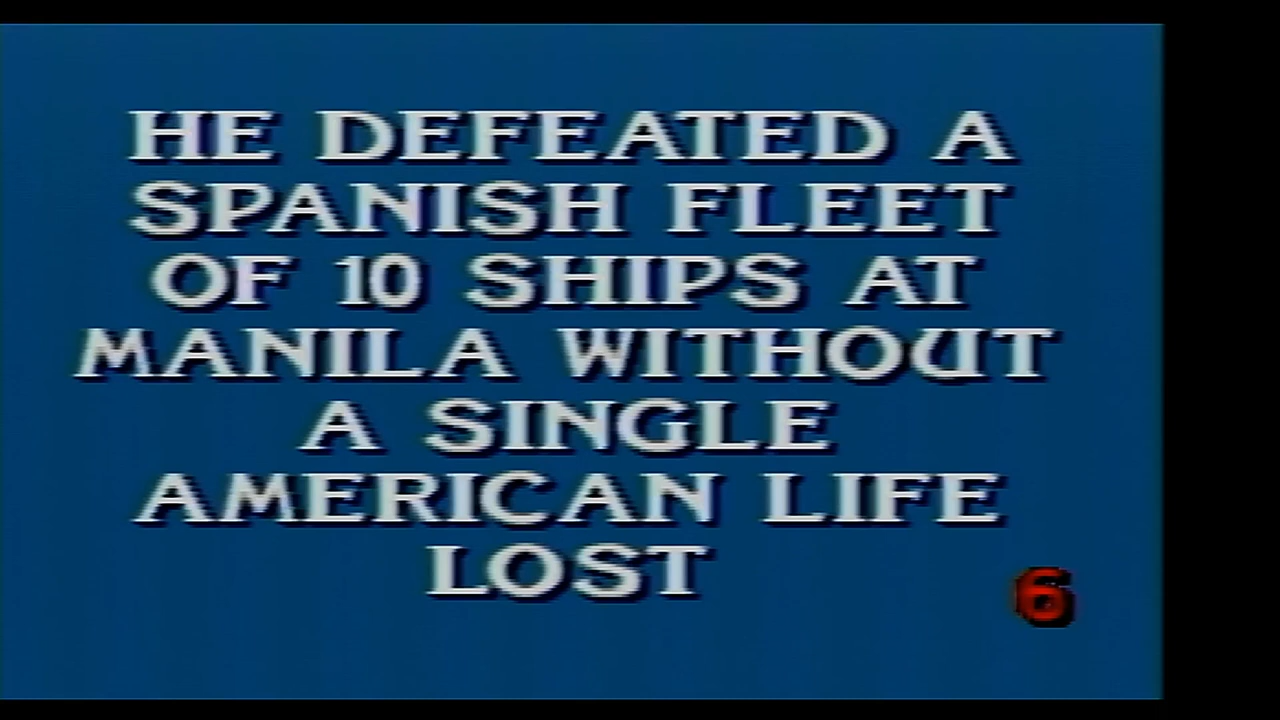 HE DEFEATED A
SPANISH FLEET
OF 10 SHIPS AT
MANILA WITHOUT
A SINGLE
AMERICAN LIFE
LOST
6